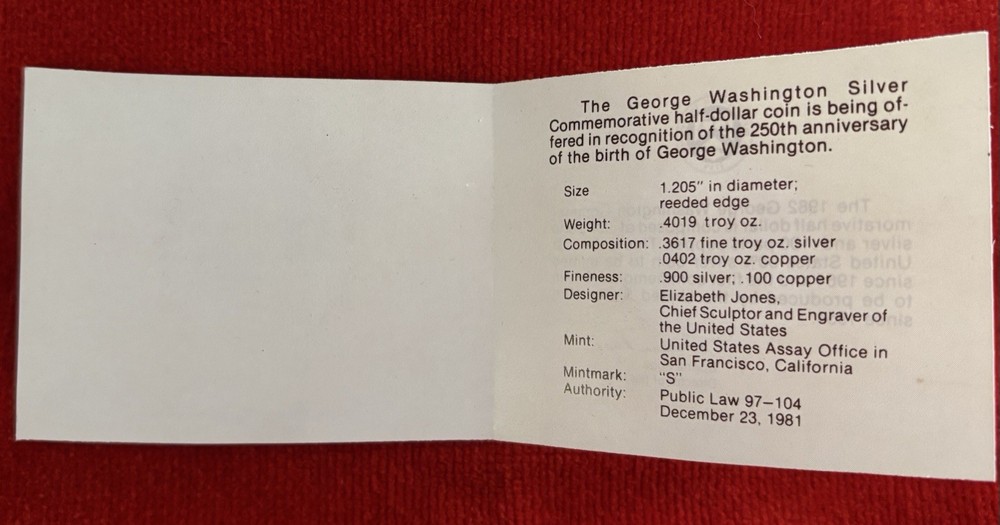 The George Washington Silver
Commemorative half-dollar coin is being of-
fered in recognition of the 250th anniversary
of the birth of George Washington.
Size 1.205" in diameter;
reeded edge
Weight: .4019 troy oz.
Composition: .3617 fine troy oz. silver
.0402 troy oz. copper
Fineness: .900 silver; .100 copper
Designer: Elizabeth Jones,
Chief Sculptor and Engraver of
the United States
Mint: United States Assay Office in
San Francisco, California
Mintmark: "S"
Authority: Public Law 97–104
December 23, 1981